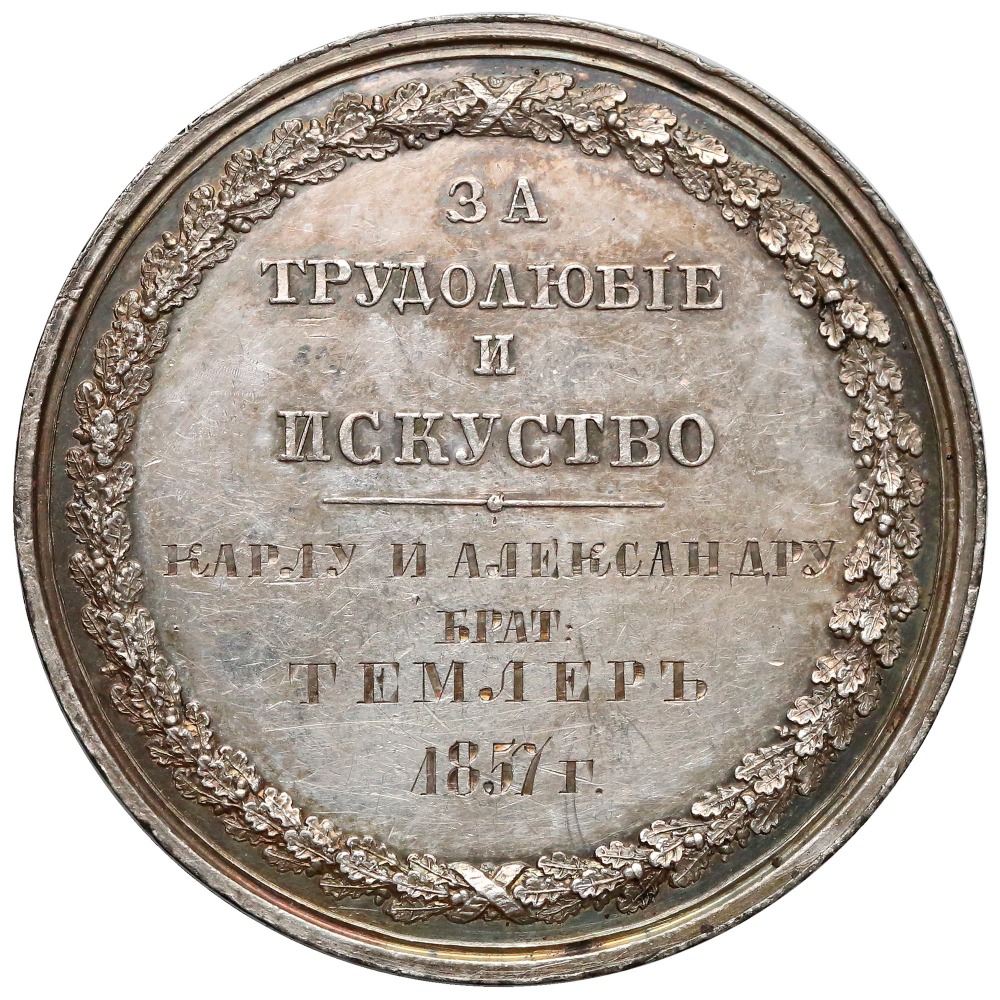 ЗА
ТРУДОЛЮБІЕ
И
ИСКУСТВО
КАРЛУ И АЛЕКСАНДРУ
БРАТ:
ТЕМЛЕРЪ
1857 г.